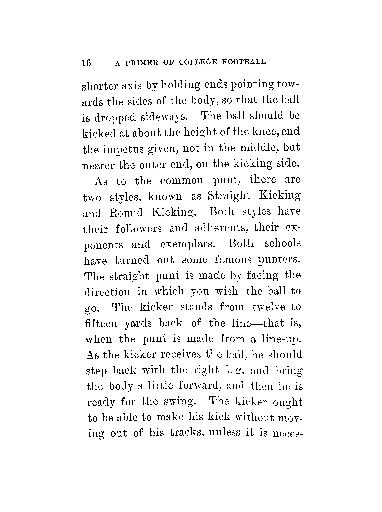 16 A PRIMER OF COLLEGE FOOTBALL
shorter axis by holding ends pointing tow-
ards the sides of the body, so that the ball
is dropped sideways. The ball should be
kicked at about the height of the knee, and
the impetus given, not in the middle, but
nearer the outer end, on the kicking side.
As to the common punt, there are
two styles, known as Straight Kicking
and Round Kicking. Both styles have
their followers and adherents, their ex-
ponents and exemplars. Both schools
have turned out some famous punters.
The straight punt is made by facing the
direction in which you wish the ball to
go. The kicker stands from twelve to
fifteen yards back of the line—that is,
when the punt is made from a line-up.
As the kicker receives the ball, he should
step back with the right leg, and bring
the body a little forward, and then he is
ready for the swing. The kicker ought
to be able to make his kick without mov-
ing out of his tracks, unless it is neces-